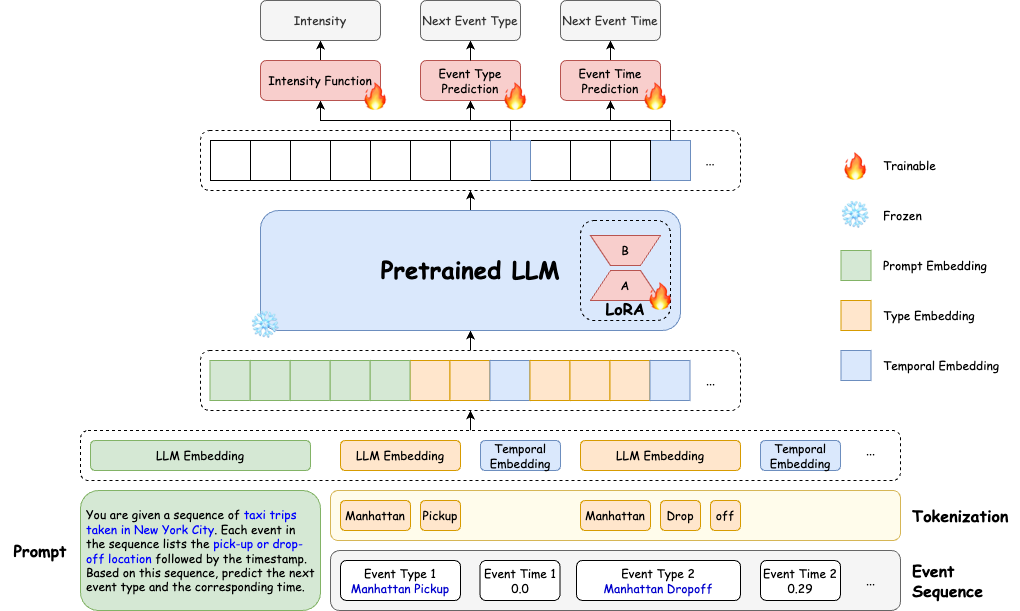 Intensity
Next Event Type
Next Event Time
Intensity Function
Event Type
Prediction
Event Time
Prediction
...
Trainable
Frozen
Prompt Embedding
Type Embedding
Temporal Embedding
Pretrained LLM
B
A
LoRA
...
LLM Embedding
LLM Embedding
Temporal
Embedding
LLM Embedding
Temporal
Embedding
...
Prompt
You are given a sequence of taxi trips
taken in New York City. Each event in
the sequence lists the pick-up or drop-
off location followed by the timestamp.
Based on this sequence, predict the next
event type and the corresponding time.
Manhattan
Pickup
Manhattan
Drop
off
Tokenization
Event Type 1
Manhattan Pickup
Event Time 1
0.0
Event Type 2
Manhattan Dropoff
Event Time 2
0.29
...
Event
Sequence